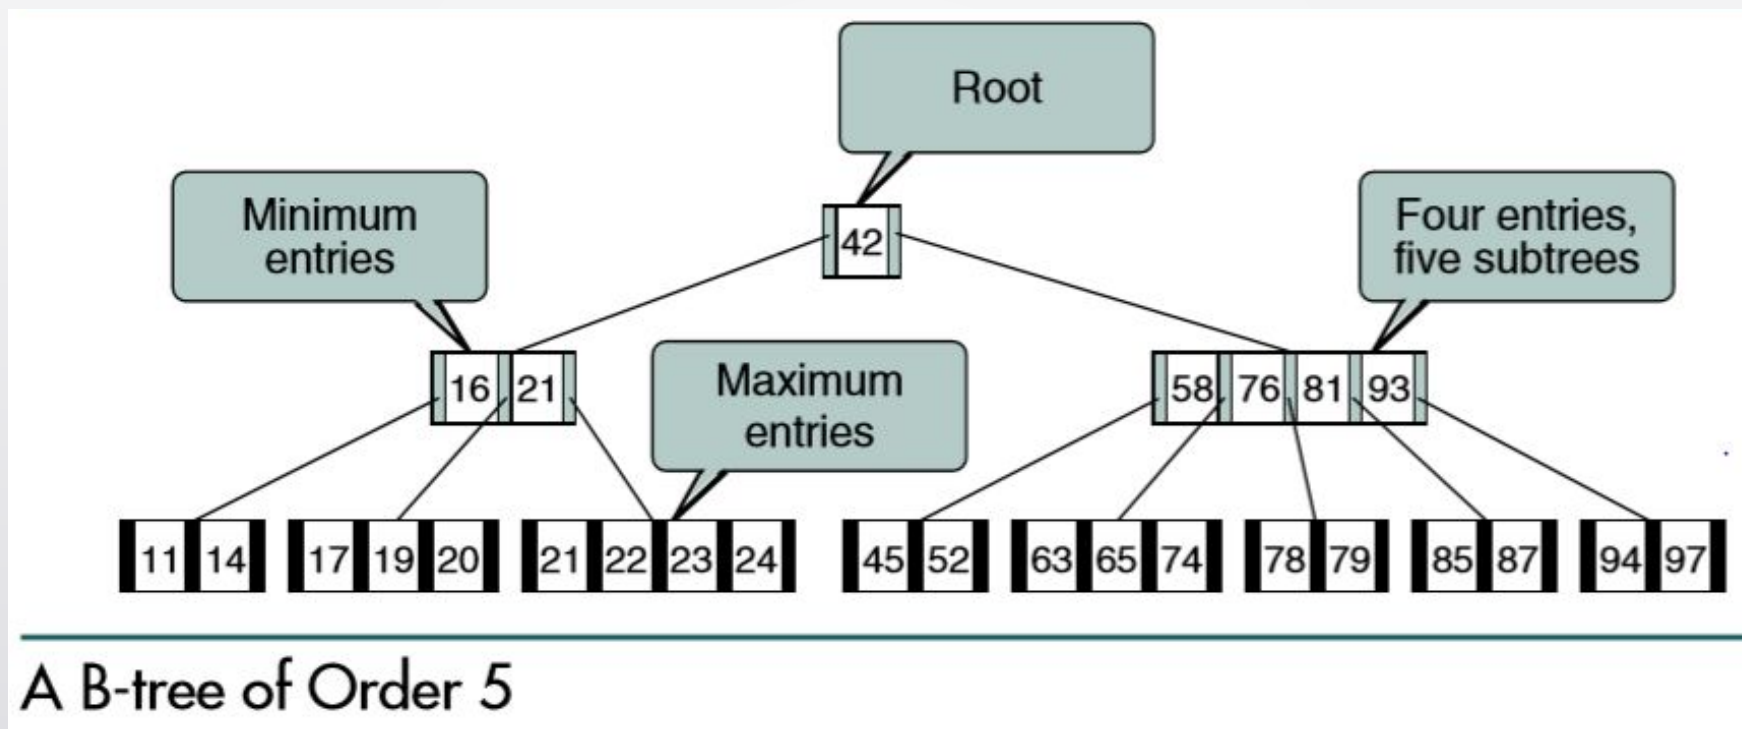 Root
Minimum
entries
Four entries,
five subtrees
42
Maximum
entries
16 21
58 76 81 93
11 14 17 19 20 21 22 23 24 45 52 63 65 74 78 79 85 87 94 97
A B-tree of Order 5